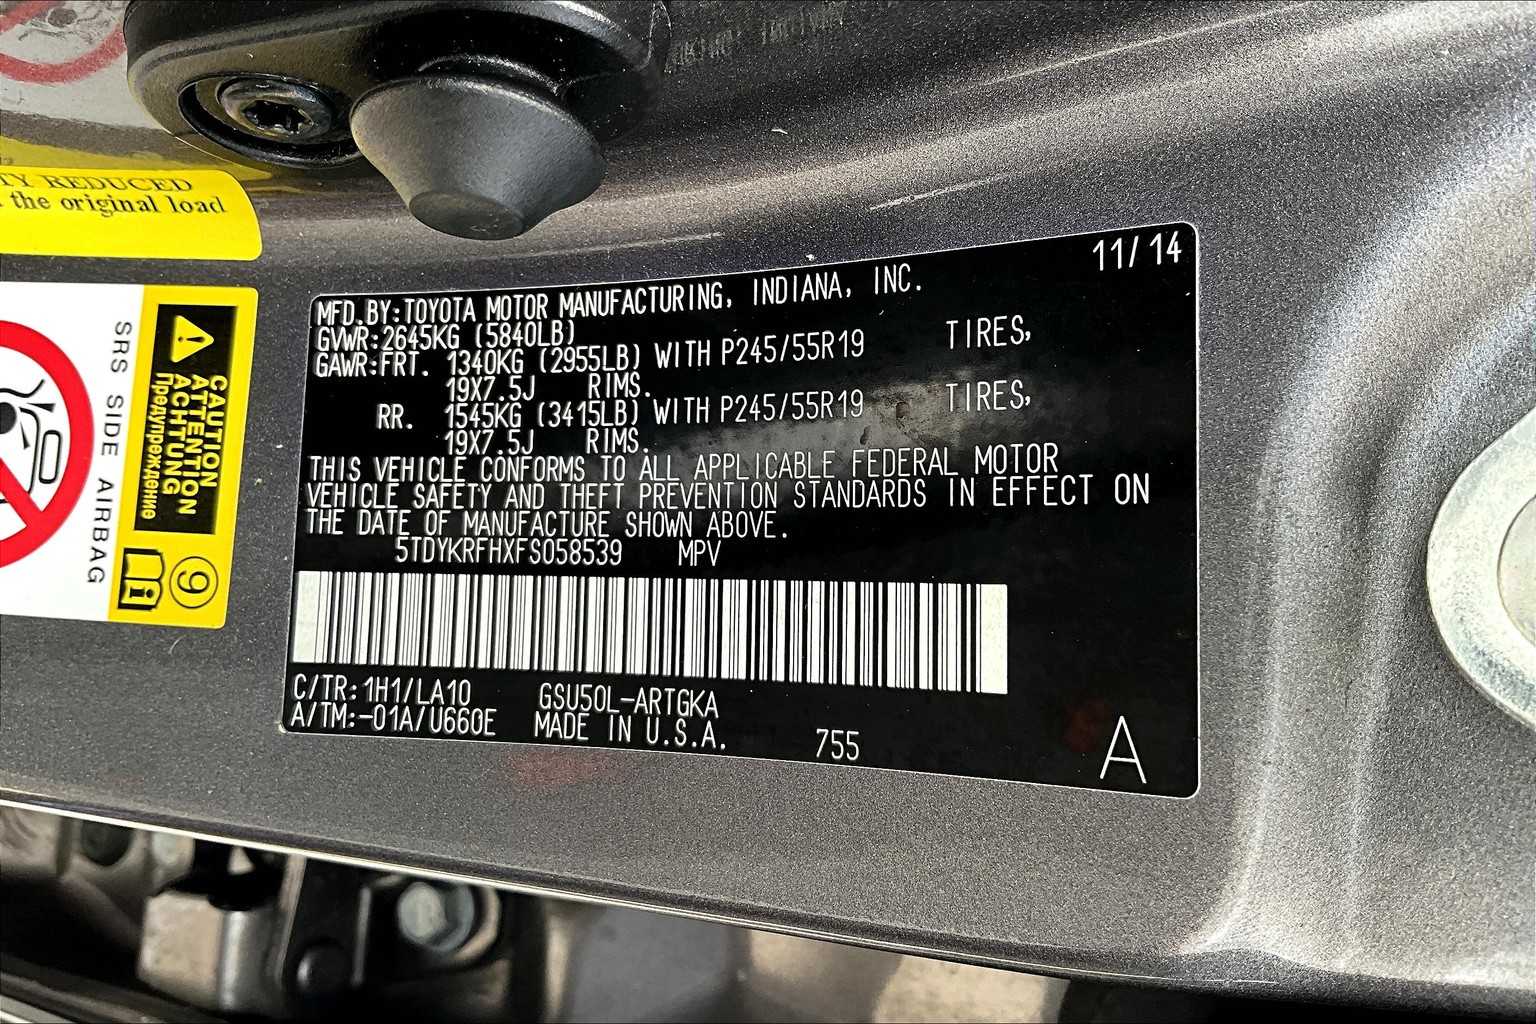 TY REDUCED
the original load
SRS SIDE AIRBAG
CAUTION
ATTENTION
ACHTUNG
Предупреждение
9
i
11/14
MFD.BY:TOYOTA MOTOR MANUFACTURING, INDIANA, INC.
GVWR:2645KG (5840LB)
GAWR:FRT. 1340KG (2955LB) WITH P245/55R19 TIRES,
19X7.5J RIMS.
RR. 1545KG (3415LB) WITH P245/55R19 TIRES,
19X7.5J RIMS.
THIS VEHICLE CONFORMS TO ALL APPLICABLE FEDERAL MOTOR
VEHICLE SAFETY AND THEFT PREVENTION STANDARDS IN EFFECT ON
THE DATE OF MANUFACTURE SHOWN ABOVE.
5TDYKRFHXFS058539 MPV
C/TR:1H1/LA10 GSU50L-ARTGKA
A/TM:-01A/U660E MADE IN U.S.A. 755
A